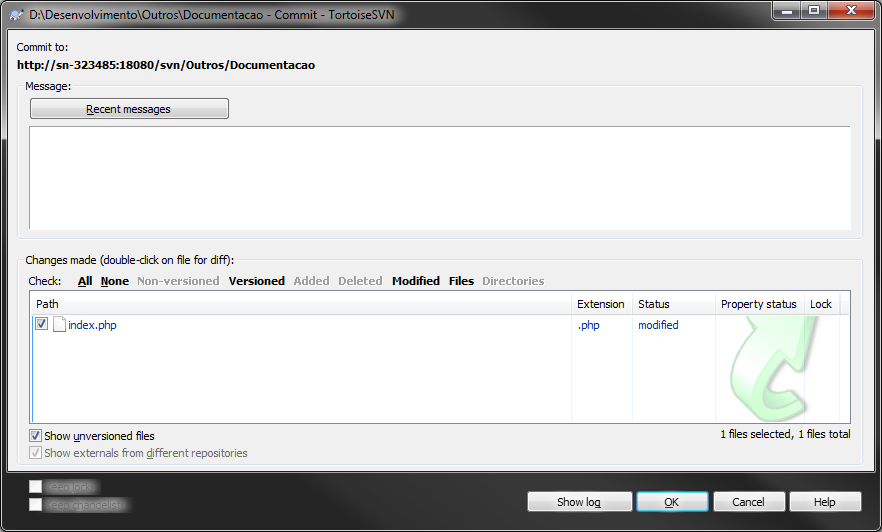 D:\Desenvolvimento\Outros\Documentacao - Commit - TortoiseSVN
Commit to:
http://sn-323485:18080/svn/Outros/Documentacao
Message:
Recent messages
Changes made (double-click on file for diff):
Check: All None Non-versioned Versioned Added Deleted Modified Files Directories
Path Extension Status Property status Lock
index.php .php modified
Show unversioned files
1 files selected, 1 files total
Show externals from different repositories
Keep lock
Keep changelist
Show log OK Cancel Help